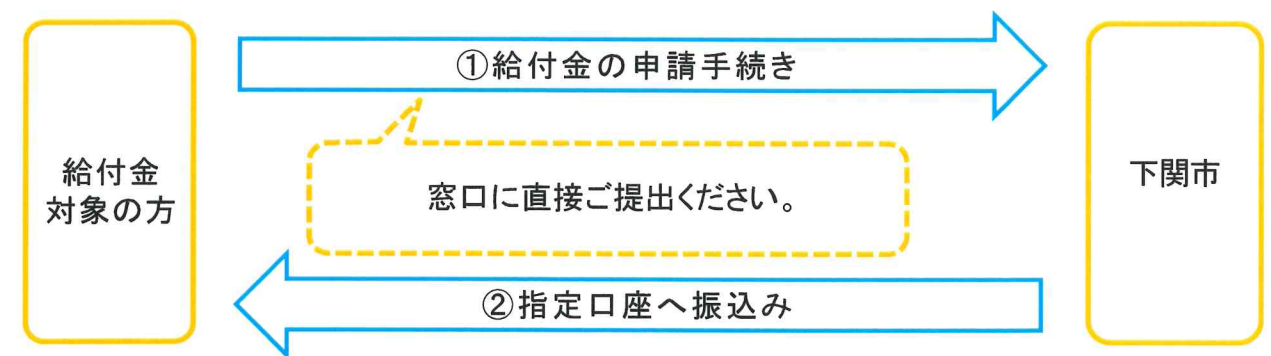 給付金
対象の方
①給付金の申請手続き
窓口に直接ご提出ください。
②指定口座へ振込み
下関市